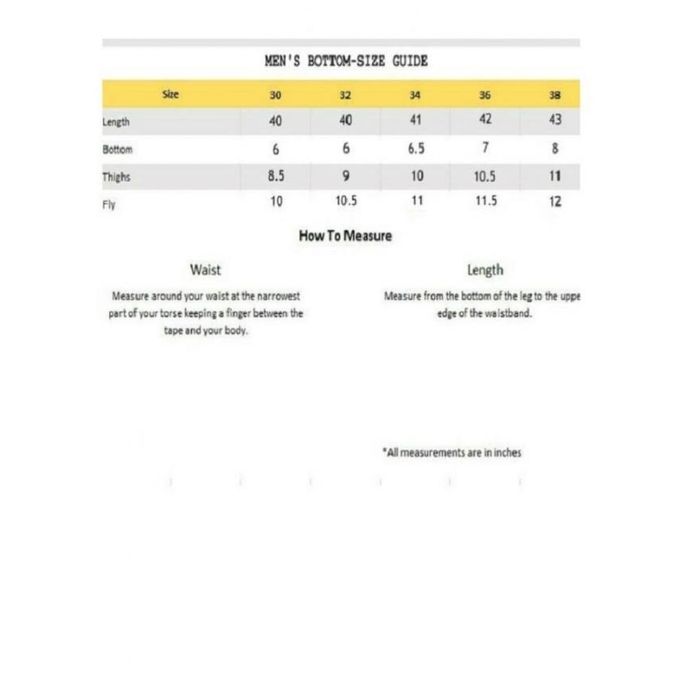 MEN'S BOTTOM-SIZE GUIDE
Size 30 32 34 36 38
Length 40 40 41 42 43
Bottom 6 6 6.5 7 8
Thighs 8.5 9 10 10.5 11
Fly 10 10.5 11 11.5 12
How To Measure
Waist
Measure around your waist at the narrowest
part of your torse keeping a finger between the
tape and your body.
Length
Measure from the bottom of the leg to the uppe
edge of the waistband.
*All measurements are in inches